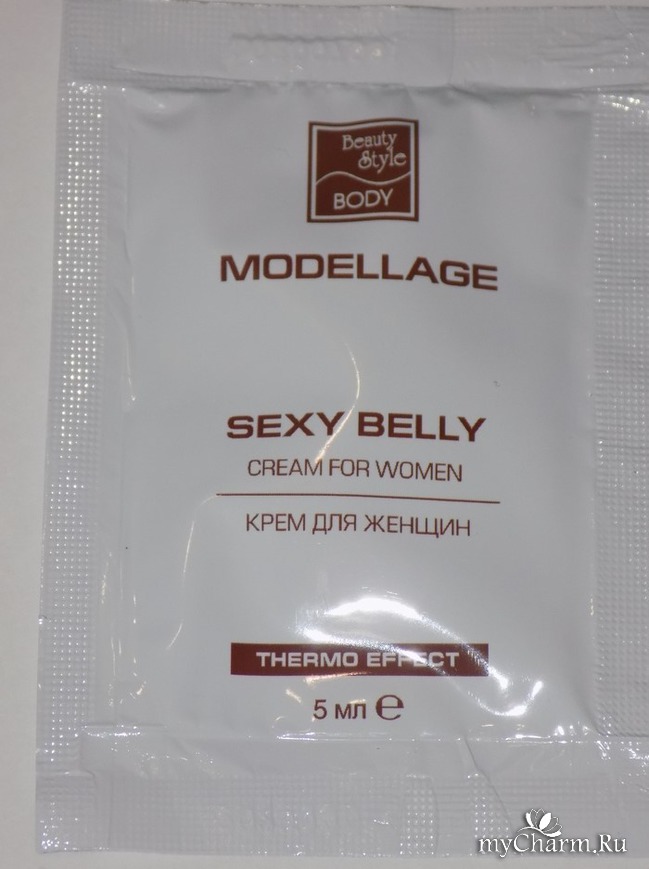 Beauty
Style
BODY
MODELLAGE
SEXY BELLY
CREAM FOR WOMEN
КРЕМ ДЛЯ ЖЕНЩИН
THERMO EFFECT
5 МЛ ℮
myCharm.Ru